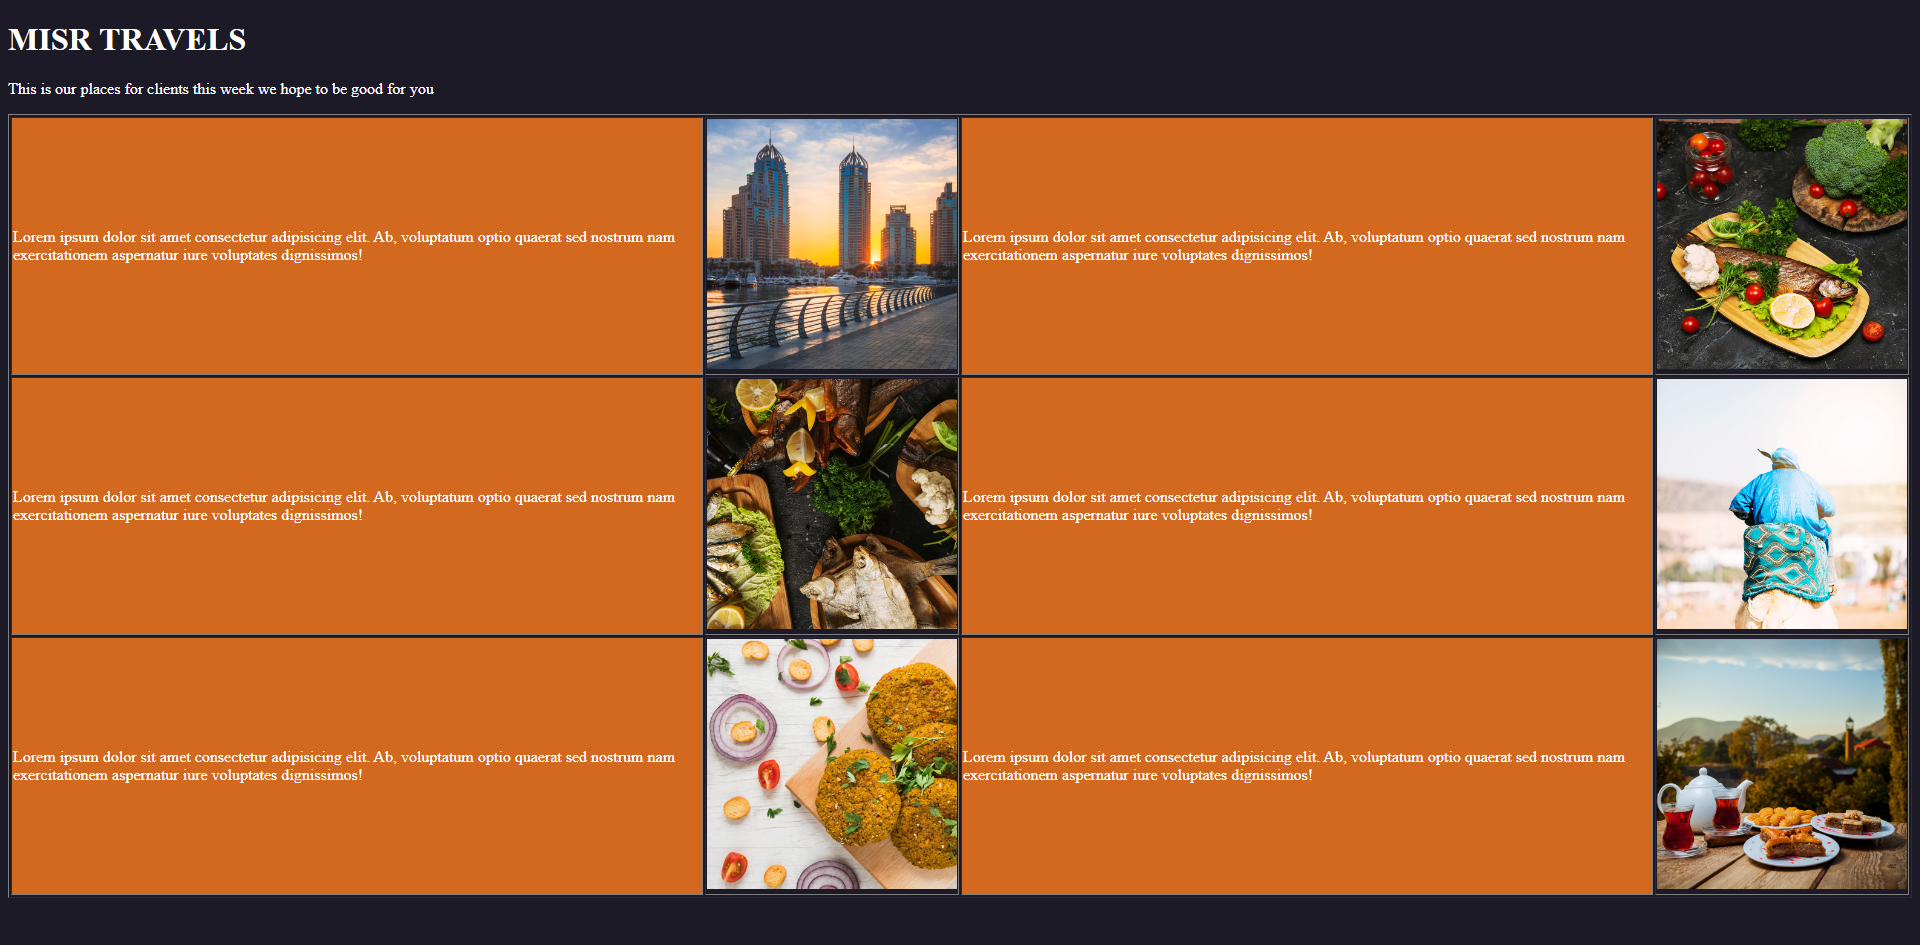 MISR TRAVELS
This is our places for clients this week we hope to be good for you
Lorem ipsum dolor sit amet consectetur adipisicing elit. Ab, voluptatum optio quaerat sed nostrum nam
exercitationem aspernatur iure voluptates dignissimos!
Lorem ipsum dolor sit amet consectetur adipisicing elit. Ab, voluptatum optio quaerat sed nostrum nam
exercitationem aspernatur iure voluptates dignissimos!
Lorem ipsum dolor sit amet consectetur adipisicing elit. Ab, voluptatum optio quaerat sed nostrum nam
exercitationem aspernatur iure voluptates dignissimos!
Lorem ipsum dolor sit amet consectetur adipisicing elit. Ab, voluptatum optio quaerat sed nostrum nam
exercitationem aspernatur iure voluptates dignissimos!
Lorem ipsum dolor sit amet consectetur adipisicing elit. Ab, voluptatum optio quaerat sed nostrum nam
exercitationem aspernatur iure voluptates dignissimos!
Lorem ipsum dolor sit amet consectetur adipisicing elit. Ab, voluptatum optio quaerat sed nostrum nam
exercitationem aspernatur iure voluptates dignissimos!